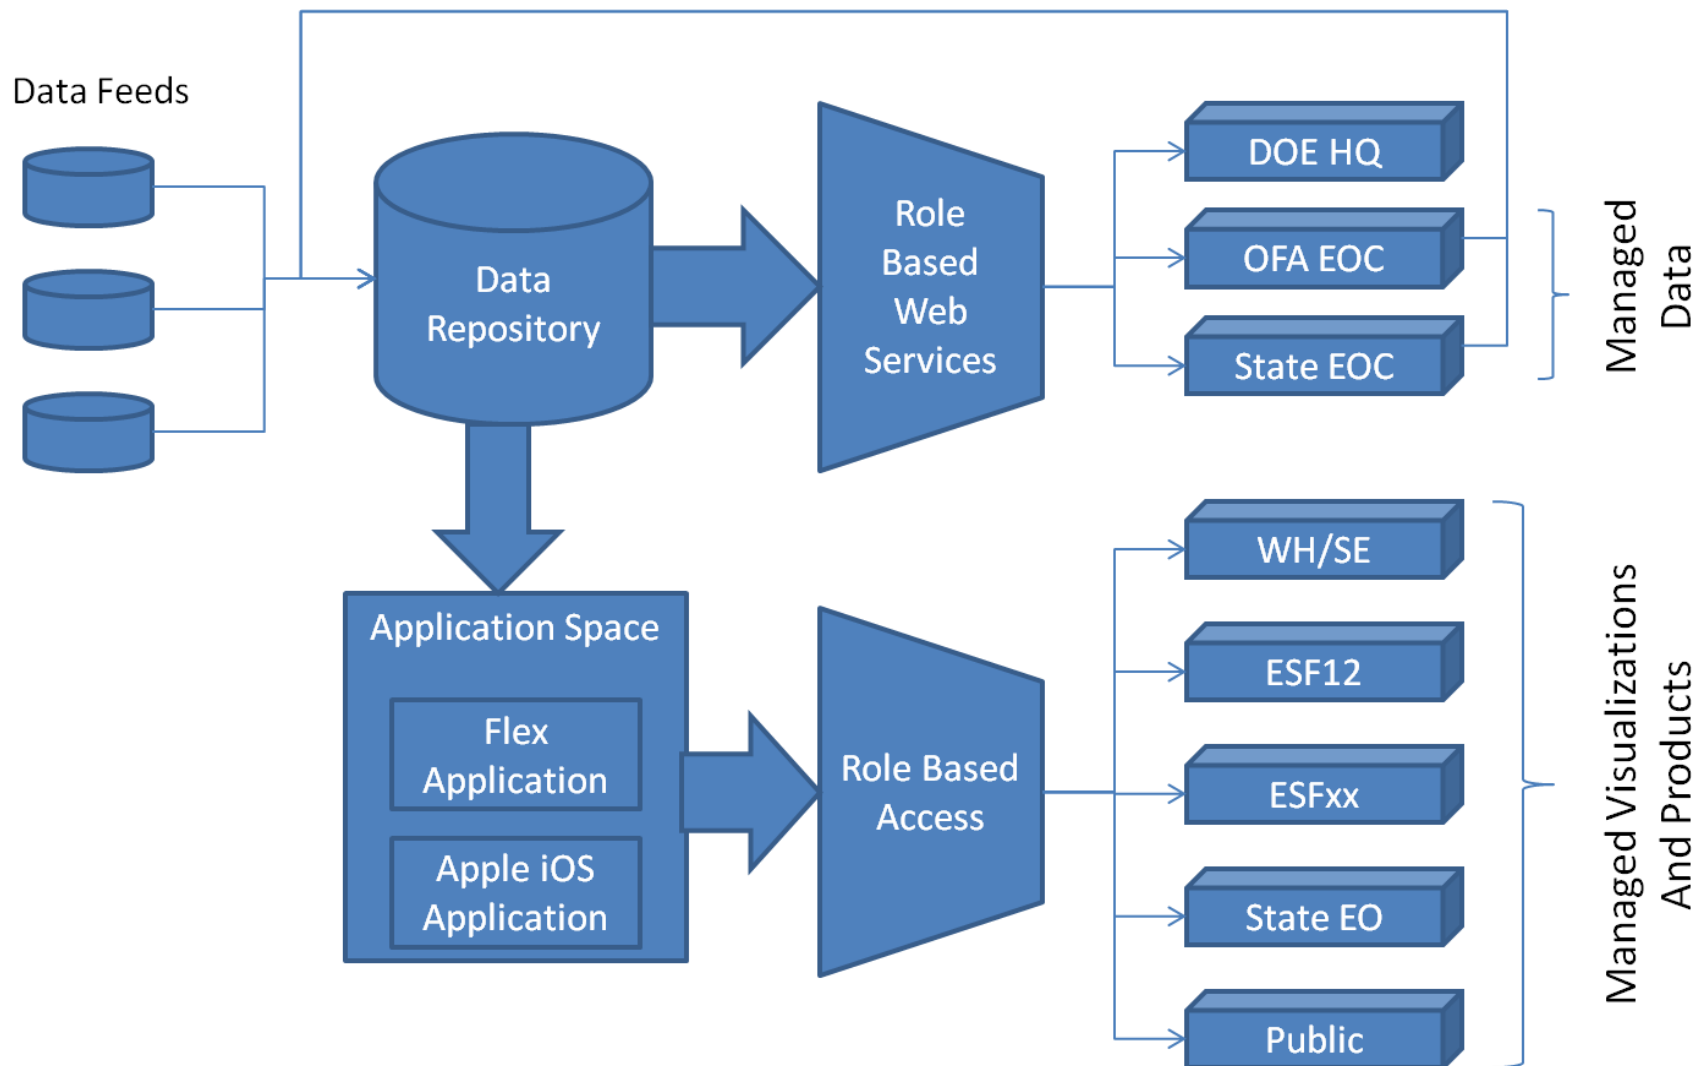 Data Feeds
Data
Repository
Role
Based
Web
Services
DOE HQ
OFA EOC
State EOC
Managed
Data
Application Space
Flex
Application
Apple iOS
Application
Role Based
Access
WH/SE
ESF12
ESFxx
State EO
Public
Managed Visualizations
And Products